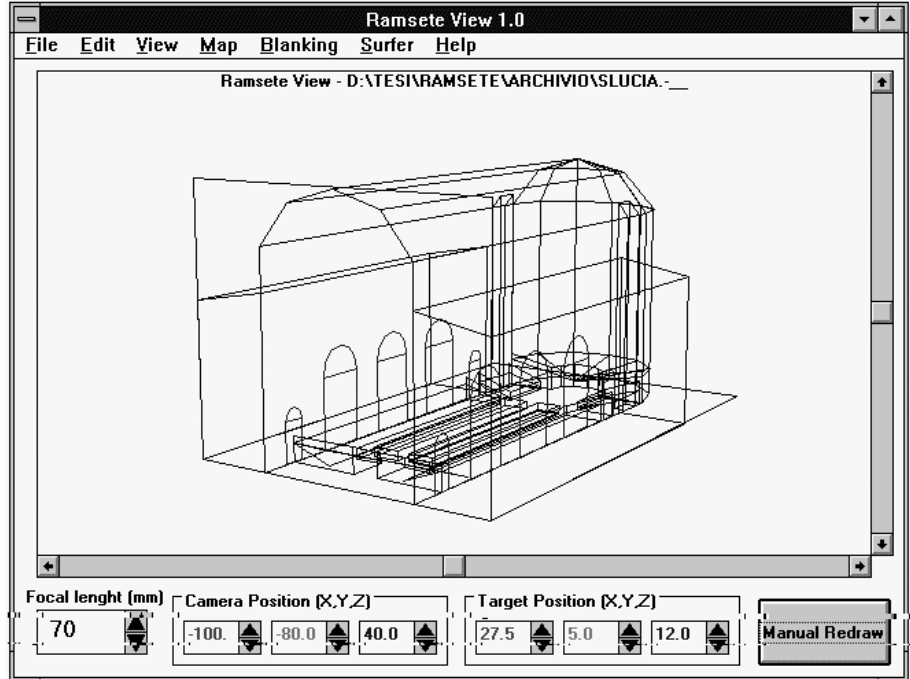 Ramsete View 1.0
File Edit View Map Blanking Surfer Help
Ramsete View - D:\TESI\RAMSETE\ARCHIVIO\SLUCIA.-__
Focal lenght (mm) Camera Position (X,Y,Z) Target Position (X,Y,Z)
70 -100. -80.0 40.0 27.5 5.0 12.0 Manual Redraw